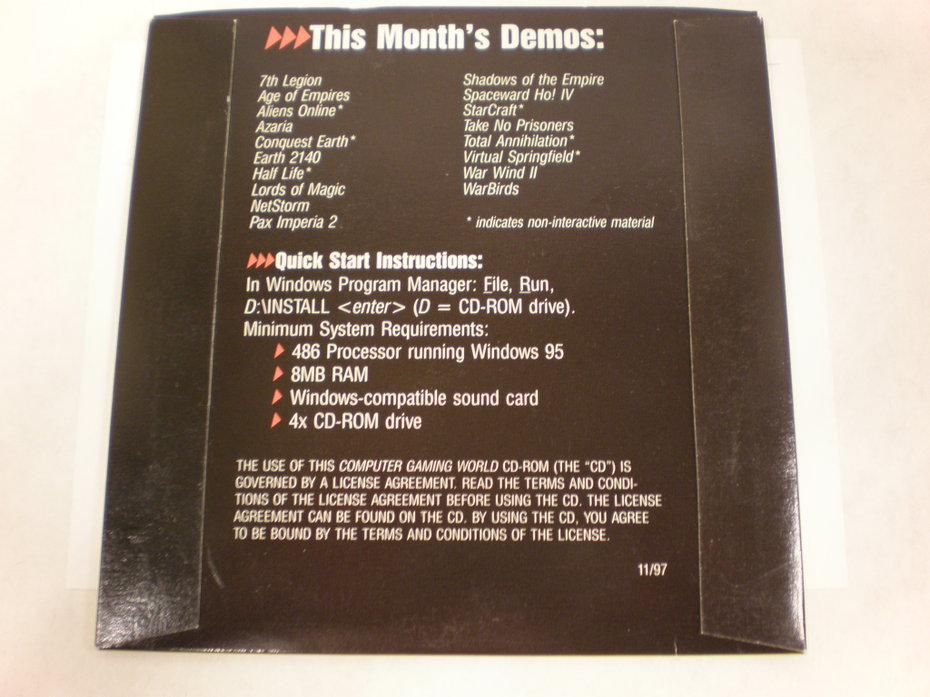 This Month's Demos:
7th Legion
Age of Empires
Aliens Online*
Azaria
Conquest Earth*
Earth 2140
Half Life*
Lords of Magic
NetStorm
Pax Imperia 2
Shadows of the Empire
Spaceward Ho! IV
StarCraft*
Take No Prisoners
Total Annihilation*
Virtual Springfield*
War Wind II
WarBirds
* indicates non-interactive material
Quick Start Instructions:
In Windows Program Manager: File, Run,
D:\INSTALL <enter> (D = CD-ROM drive).
Minimum System Requirements:
486 Processor running Windows 95
8MB RAM
Windows-compatible sound card
4x CD-ROM drive
THE USE OF THIS COMPUTER GAMING WORLD CD-ROM (THE "CD") IS
GOVERNED BY A LICENSE AGREEMENT. READ THE TERMS AND CONDI-
TIONS OF THE LICENSE AGREEMENT BEFORE USING THE CD. THE LICENSE
AGREEMENT CAN BE FOUND ON THE CD. BY USING THE CD, YOU AGREE
TO BE BOUND BY THE TERMS AND CONDITIONS OF THE LICENSE.
11/97